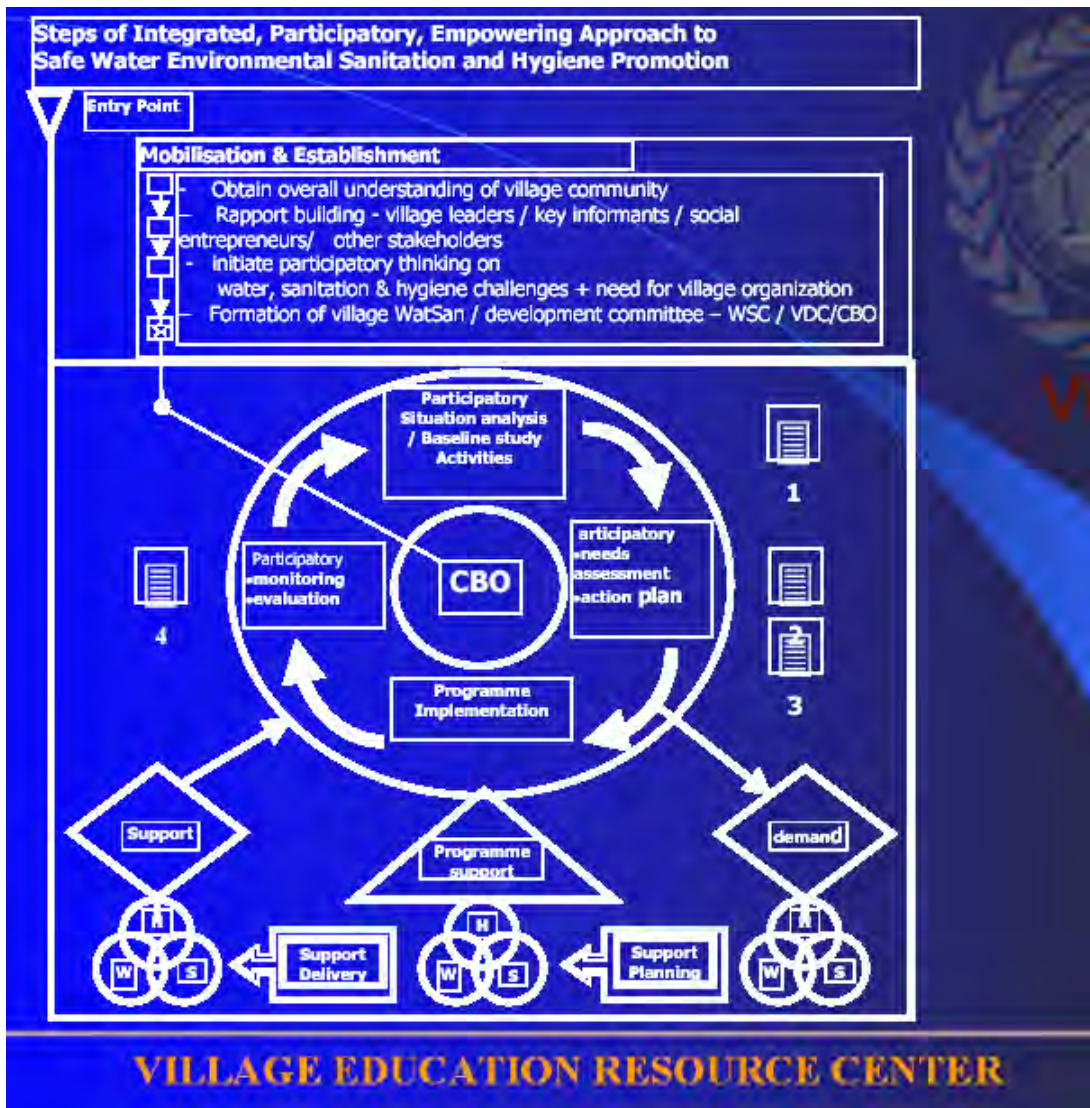 Steps of Integrated, Participatory, Empowering Approach to
Safe Water Environmental Sanitation and Hygiene Promotion
Entry Point
Mobilisation & Establishment
- Obtain overall understanding of village community
- Rapport building - village leaders / key informants / social
entrepreneurs/ other stakeholders
- initiate participatory thinking on
water, sanitation & hygiene challenges + need for village organization
- Formation of village WatSan / development committee – WSC / VDC/CBO
Participatory
Situation analysis
/ Baseline study
Activities
1
articipatory
•needs
assessment
•action plan
2
3
Participatory
•monitoring
•evaluation
4
CBO
Programme
Implementation
Support
Programme
support
demand
H
W
S
Support
Delivery
H
W
S
Support
Planning
H
W
S
V
VILLAGE EDUCATION RESOURCE CENTER